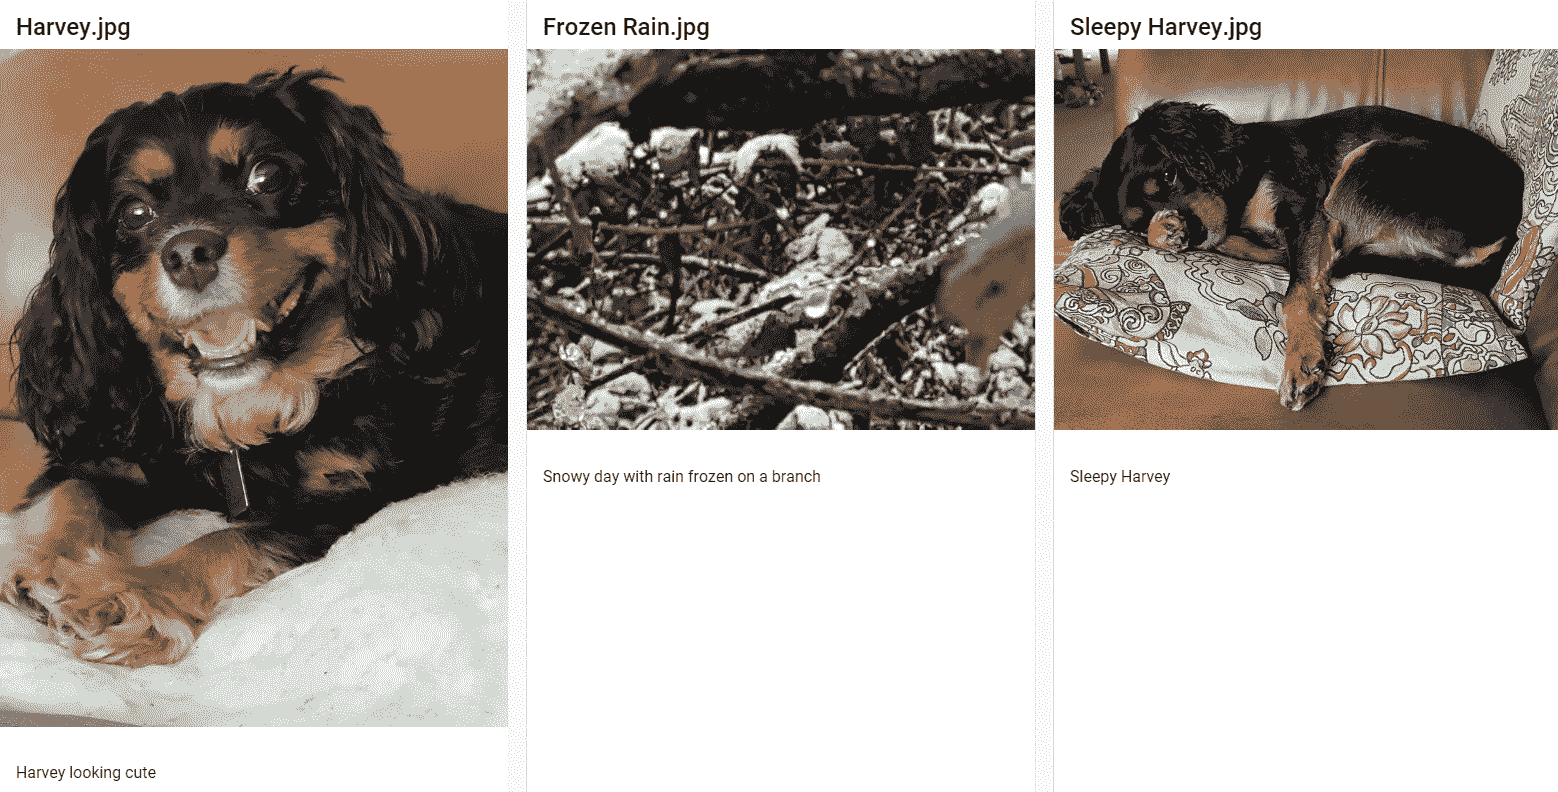 Harvey.jpg
Frozen Rain.jpg
Sleepy Harvey.jpg
Snowy day with rain frozen on a branch
Sleepy Harvey
Harvey looking cute